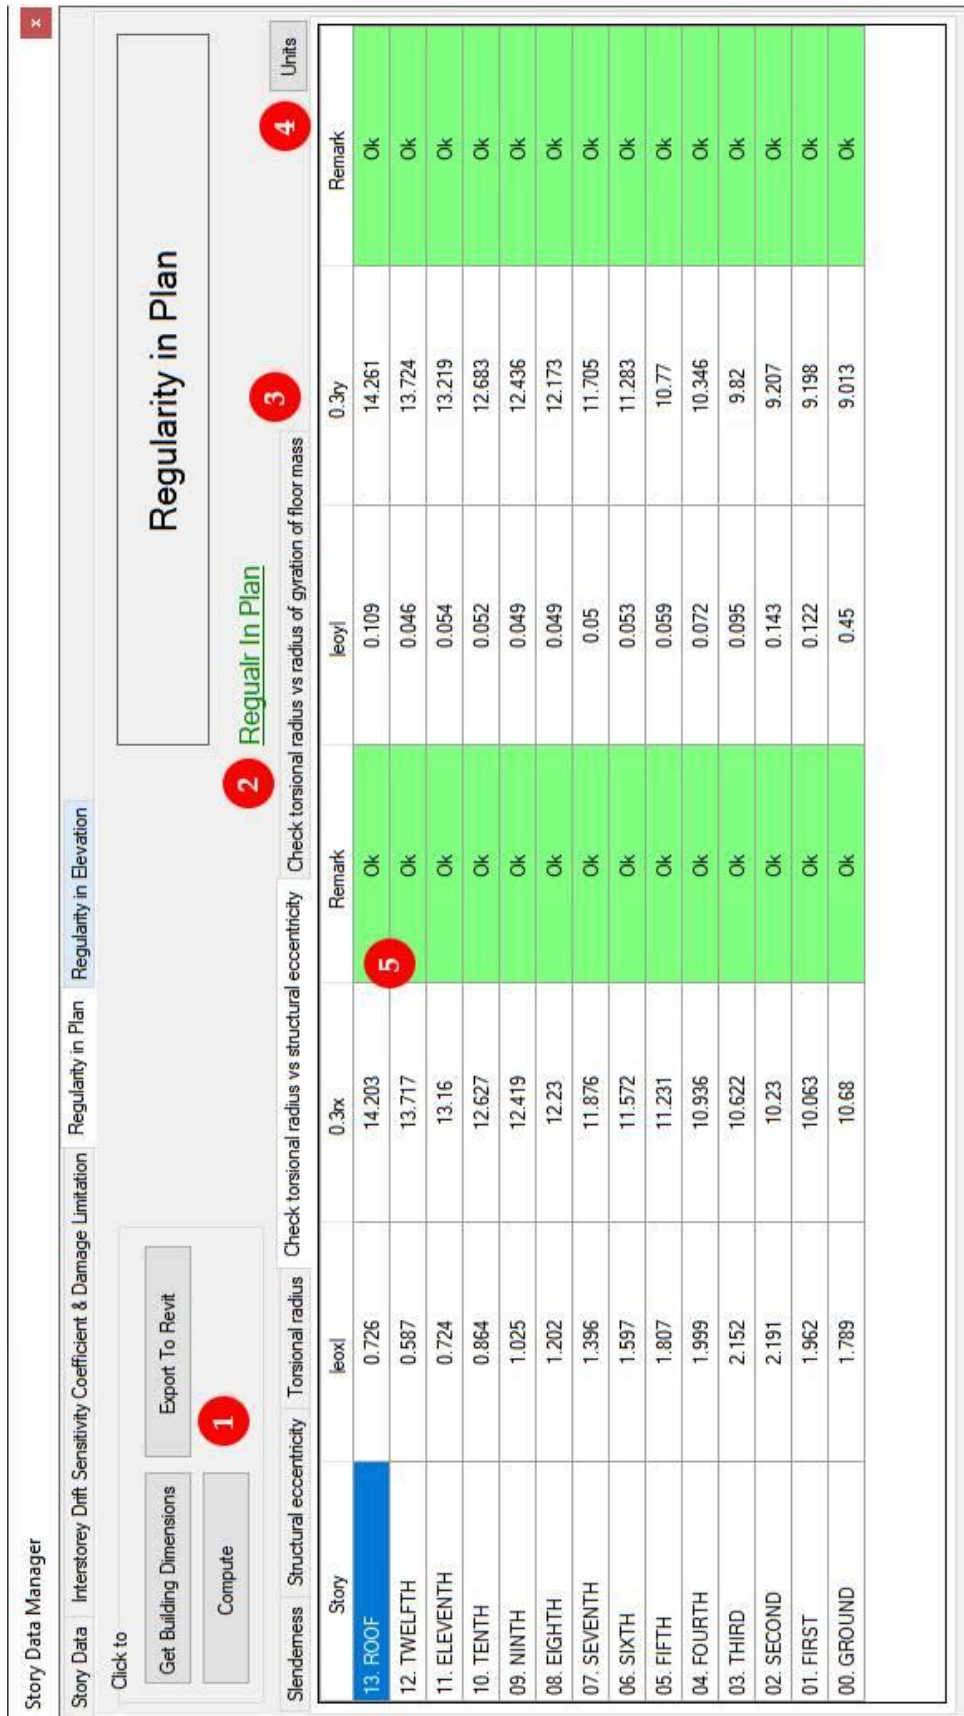 Story Data Manager
x
Story Data Interstorey Drift Sensitivity Coefficient & Damage Limitation Regularity in Plan Regularity in Elevation
Click to
Get Building Dimensions Export To Revit
Compute
1
Regularity in Plan
2 Regualr In Plan
3
4 Units
Slenderness Structural eccentricity Torsional radius Check torsional radius vs structural eccentricity Check torsional radius vs radius of gyration of floor mass
Story |eox| 0.3rx Remark |eoy| 0.3ry Remark
13. ROOF 0.726 14.203 Ok 0.109 14.261 Ok
5
12. TWELFTH 0.587 13.717 Ok 0.046 13.724 Ok
11. ELEVENTH 0.724 13.16 Ok 0.054 13.219 Ok
10. TENTH 0.864 12.627 Ok 0.052 12.683 Ok
09. NINTH 1.025 12.419 Ok 0.049 12.436 Ok
08. EIGHTH 1.202 12.23 Ok 0.049 12.173 Ok
07. SEVENTH 1.396 11.876 Ok 0.05 11.705 Ok
06. SIXTH 1.597 11.572 Ok 0.053 11.283 Ok
05. FIFTH 1.807 11.231 Ok 0.059 10.77 Ok
04. FOURTH 1.999 10.936 Ok 0.072 10.346 Ok
03. THIRD 2.152 10.622 Ok 0.095 9.82 Ok
02. SECOND 2.191 10.23 Ok 0.143 9.207 Ok
01. FIRST 1.962 10.063 Ok 0.122 9.198 Ok
00. GROUND 1.789 10.68 Ok 0.45 9.013 Ok